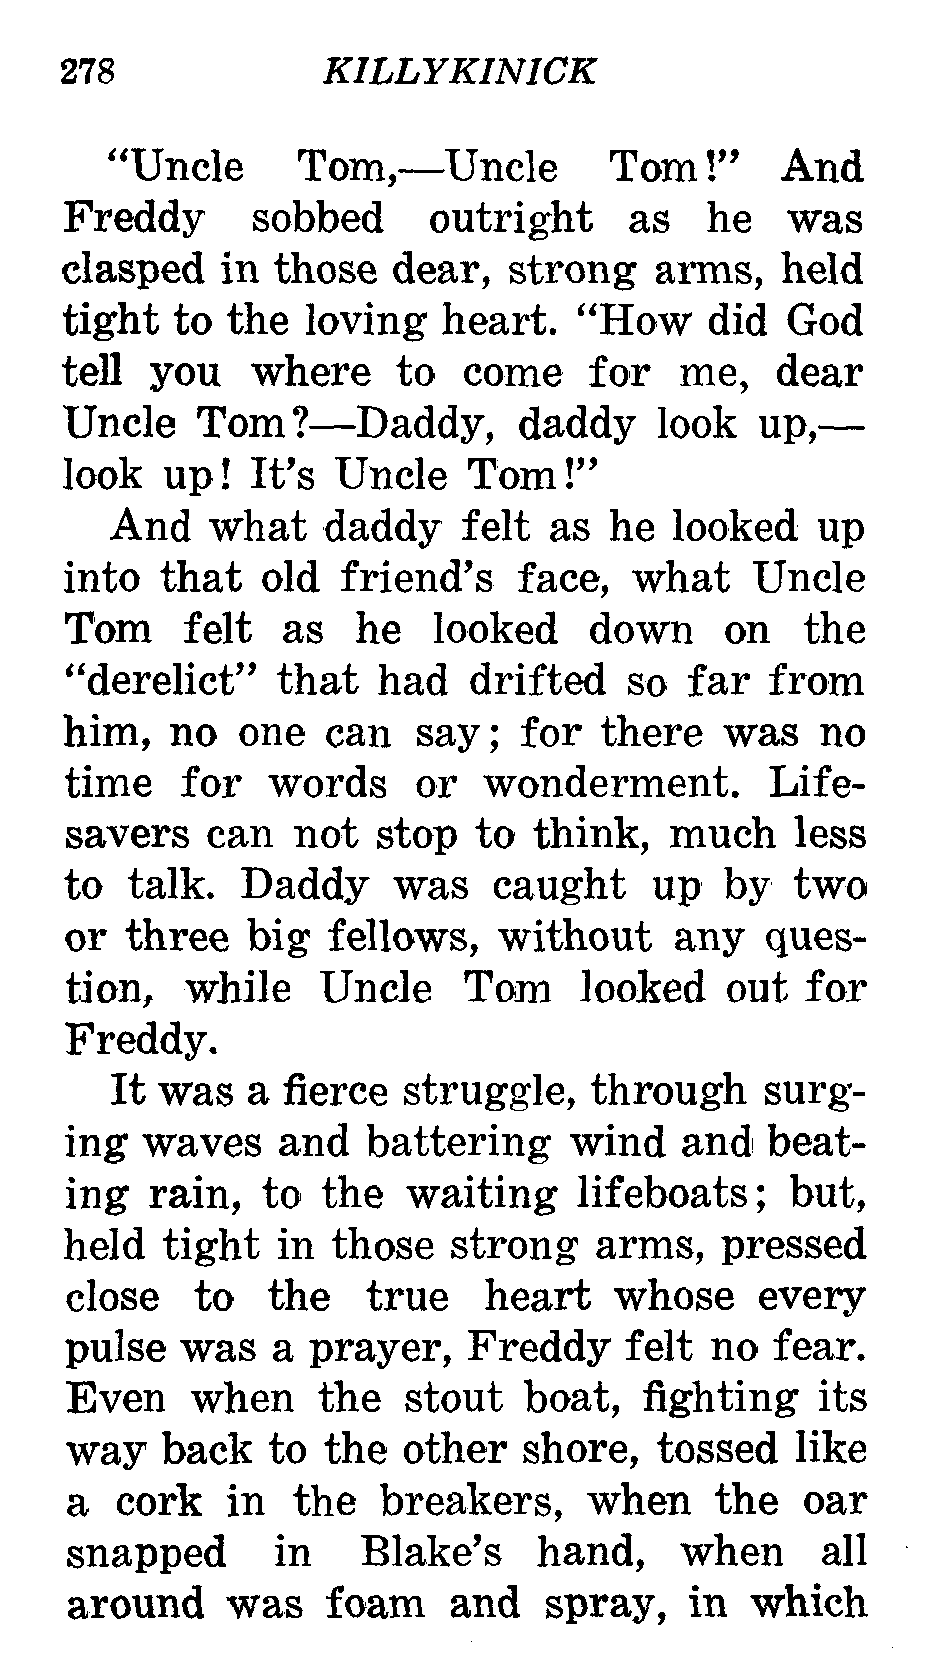 278 KILLYKINICK
"Uncle Tom,—Uncle Tom!" And
Freddy sobbed outright as he was
clasped in those dear, strong arms, held
tight to the loving heart. "How did God
tell you where to come for me, dear
Uncle Tom?—Daddy, daddy look up,—
look up! It's Uncle Tom!"
And what daddy felt as he looked up
into that old friend's face, what Uncle
Tom felt as he looked down on the
"derelict" that had drifted so far from
him, no one can say; for there was no
time for words or wonderment. Life-
savers can not stop to think, much less
to talk. Daddy was caught up by two
or three big fellows, without any ques-
tion, while Uncle Tom looked out for
Freddy.
It was a fierce struggle, through surg-
ing waves and battering wind and beat-
ing rain, to the waiting lifeboats; but,
held tight in those strong arms, pressed
close to the true heart whose every
pulse was a prayer, Freddy felt no fear.
Even when the stout boat, fighting its
way back to the other shore, tossed like
a cork in the breakers, when the oar
snapped in Blake's hand, when all
around was foam and spray, in which